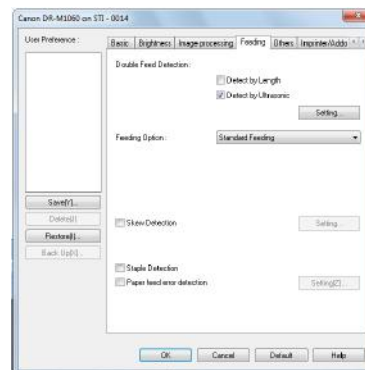 Canon DR-M1060 on STI - 0014
User Preference :
Basic Brightness Image processing Feeding Others Imprinter/Addo
Double Feed Detection :
Detect by Length
Detect by Ultrasonic
Setting...
Feeding Option :
Standard Feeding
Save[Y]...
Delete[J]
Restore[I]...
Back Up[X]...
Skew Detection
Setting...
Staple Detection
Paper feed error detection
Setting[Z]...
OK Cancel Default Help